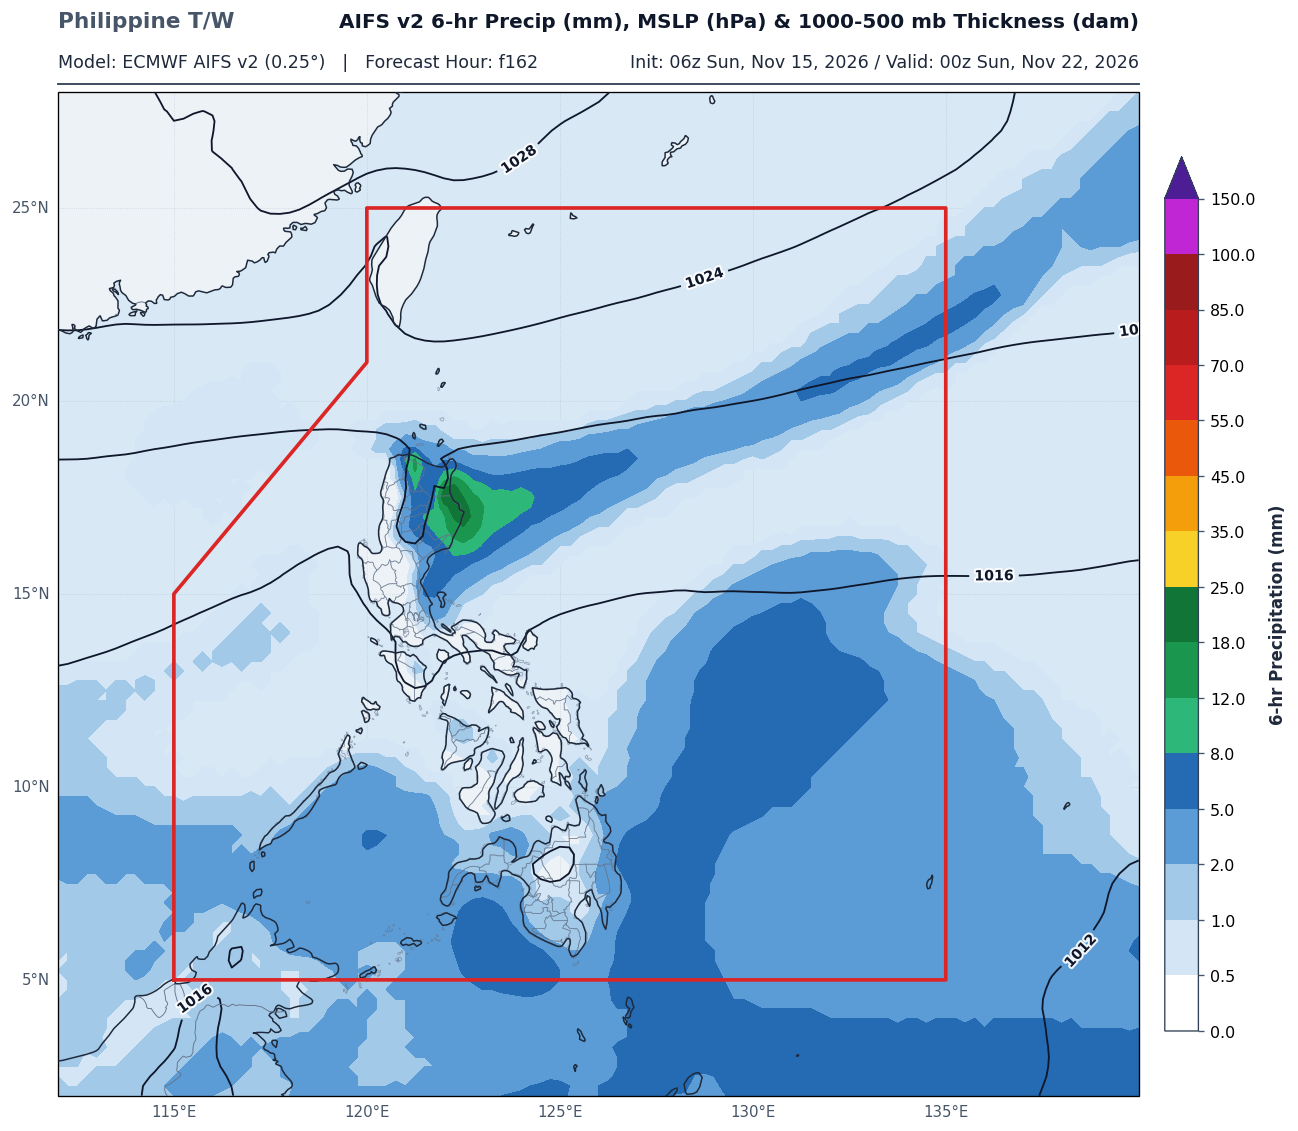 Philippine T/W
AIFS v2 6-hr Precip (mm), MSLP (hPa) & 1000-500 mb Thickness (dam)
Model: ECMWF AIFS v2 (0.25°)   |   Forecast Hour: f162
Init: 06z Sun, Nov 15, 2026 / Valid: 00z Sun, Nov 22, 2026
1028
1024
10
1016
1012
1016
25°N
20°N
15°N
10°N
5°N
115°E
120°E
125°E
130°E
135°E
150.0
100.0
85.0
70.0
55.0
45.0
35.0
25.0
18.0
12.0
8.0
5.0
2.0
1.0
0.5
0.0
6-hr Precipitation (mm)